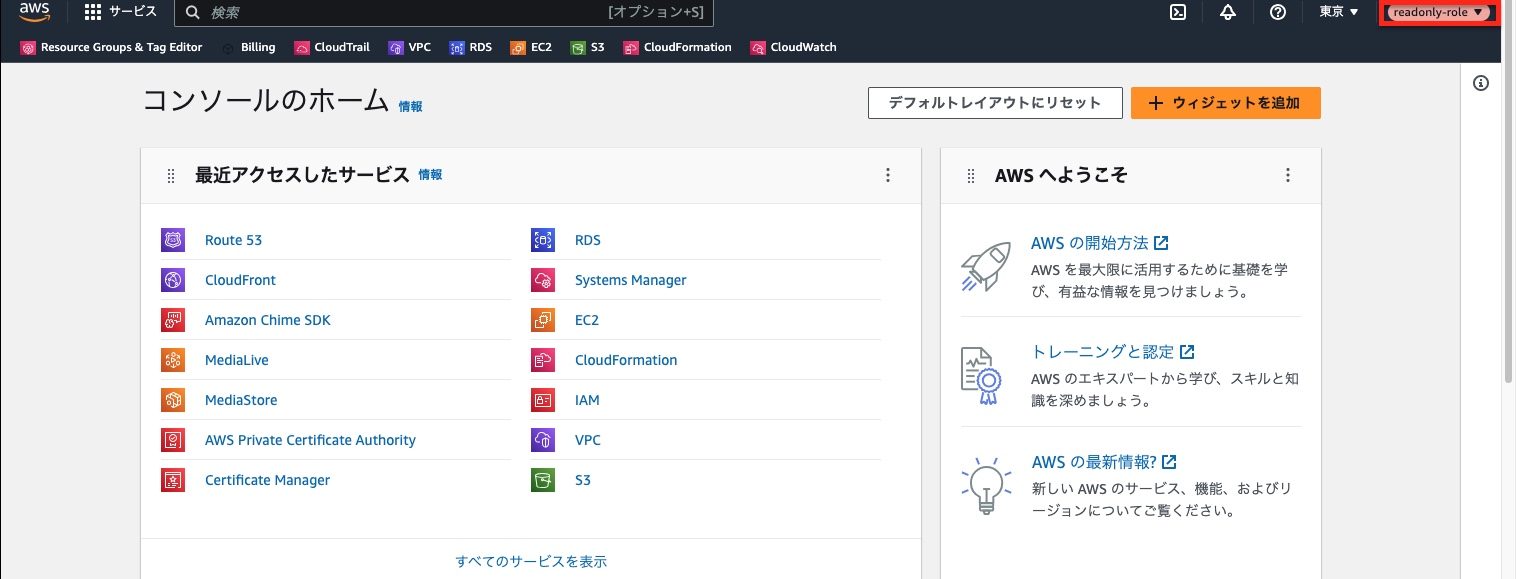 aws
サービス
検索
[オプション+S]
東京 ▼
readonly-role ▼
Resource Groups & Tag Editor
Billing
CloudTrail
VPC
RDS
EC2
S3
CloudFormation
CloudWatch
コンソールのホーム 情報
デフォルトレイアウトにリセット
+ ウィジェットを追加
最近アクセスしたサービス 情報
Route 53
CloudFront
Amazon Chime SDK
MediaLive
MediaStore
AWS Private Certificate Authority
Certificate Manager
RDS
Systems Manager
EC2
CloudFormation
IAM
VPC
S3
すべてのサービスを表示
AWS へようこそ
AWS の開始方法
AWS を最大限に活用するために基礎を学
び、有益な情報を見つけましょう。
トレーニングと認定
AWS のエキスパートから学び、スキルと知
識を深めましょう。
AWS の最新情報?
新しい AWS のサービス、機能、およびリ
ージョンについてご覧ください。